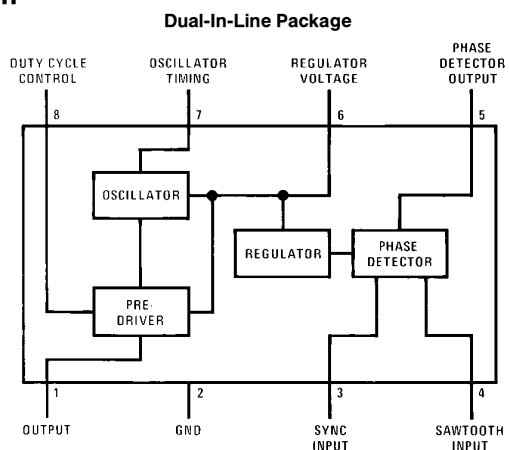 Dual-In-Line Package
DUTY CYCLE
CONTROL
OSCILLATOR
TIMING
REGULATOR
VOLTAGE
PHASE
DETECTOR
OUTPUT
8
7
6
5
OSCILLATOR
REGULATOR
PHASE
DETECTOR
PRE-
DRIVER
1
2
3
4
OUTPUT
GND
SYNC
INPUT
SAWTOOTH
INPUT